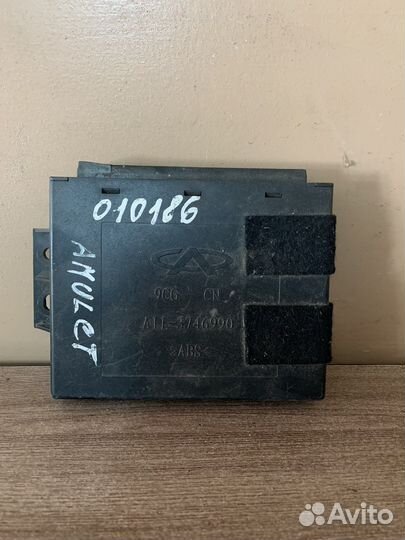 010186
AMULET
9CG CN
A11-3746990
>ABS<
Avito